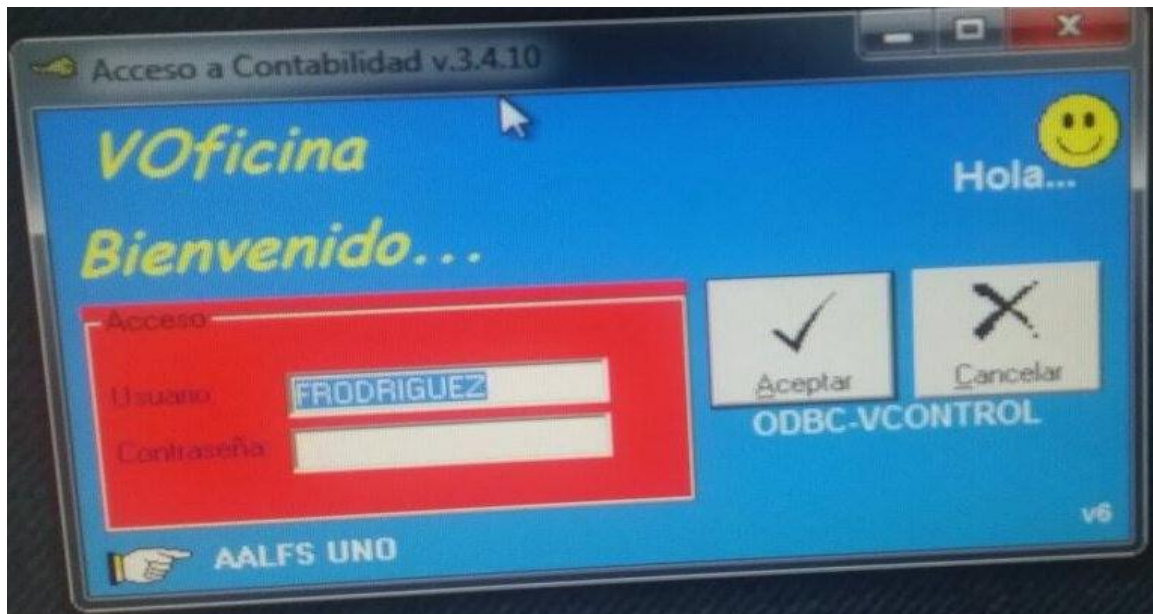 Acceso a Contabilidad v.3.4.10
VOficina
Hola...
Bienvenido...
Acceso
Usuario: FRODRIGUEZ
Contraseña:
Aceptar
Cancelar
ODBC-VCONTROL
v6
AALFS UNO